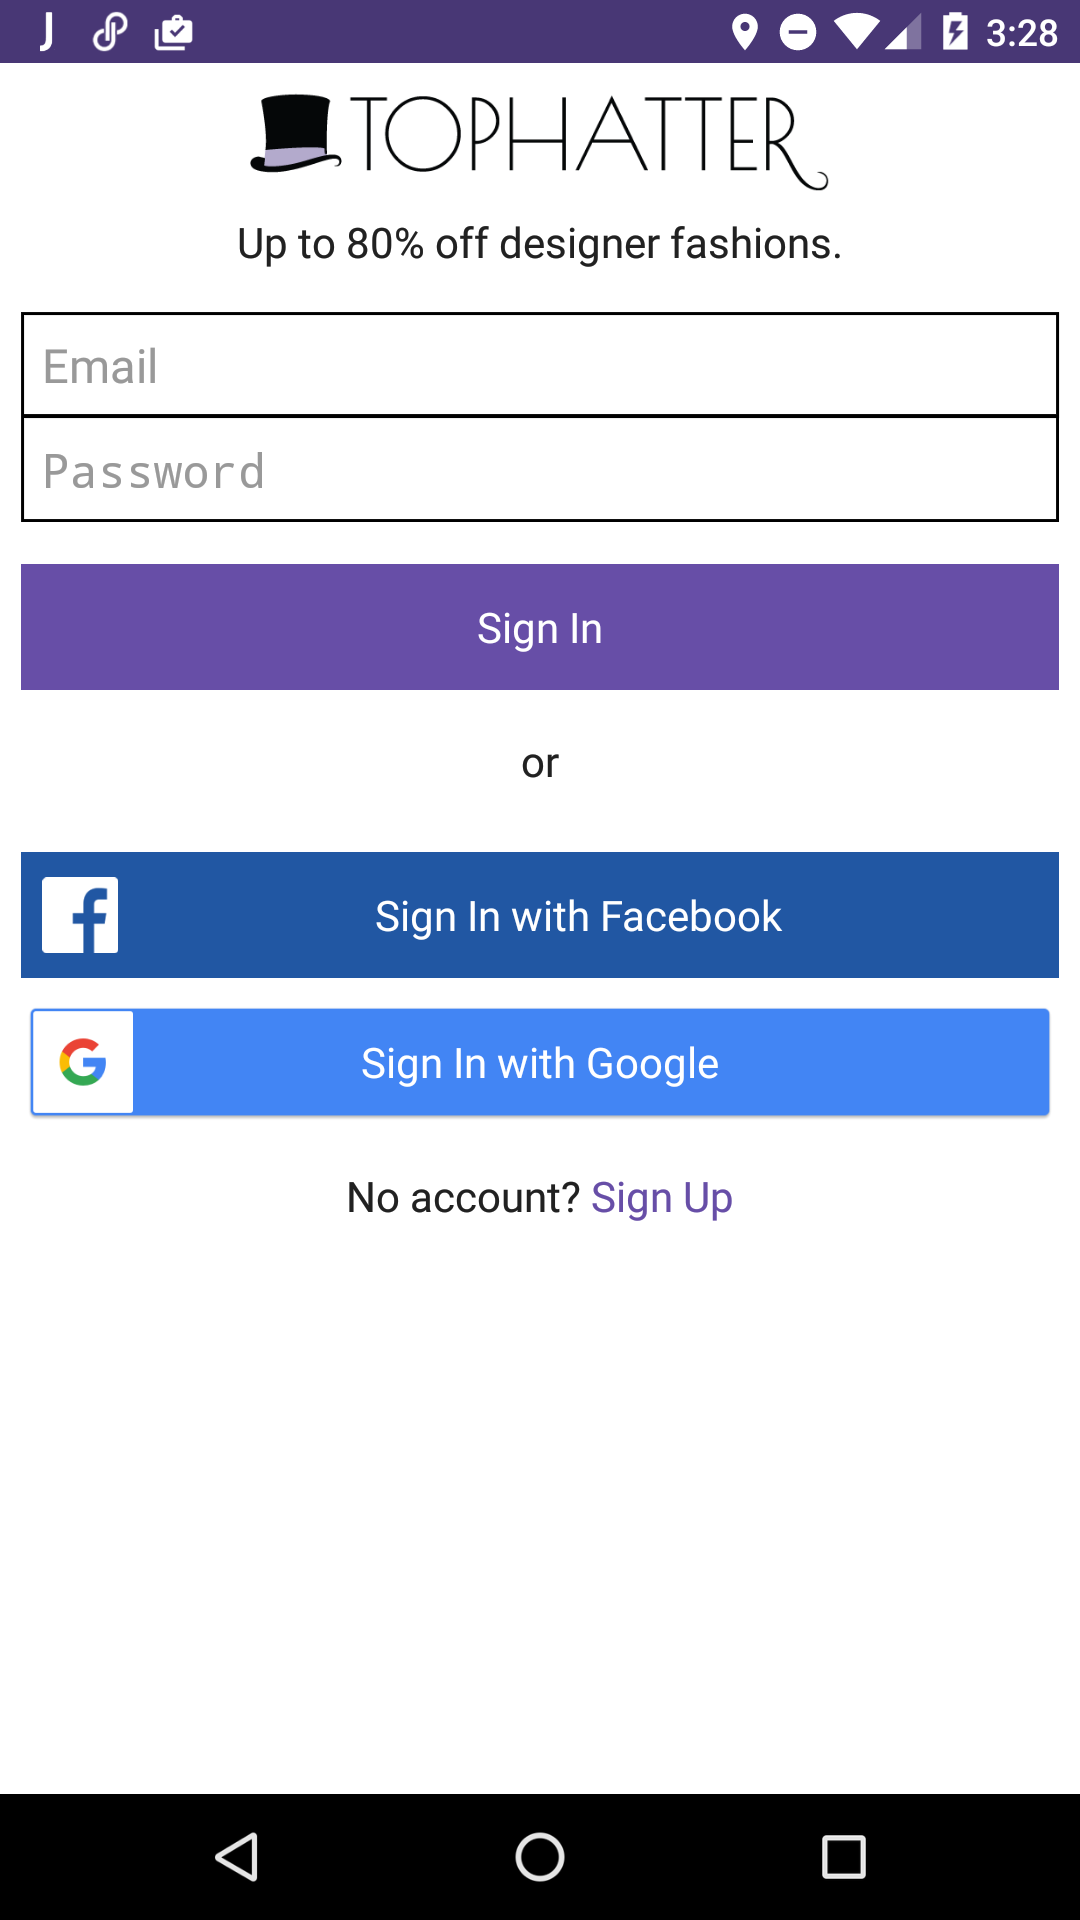 3:28
TOPHATTER
Up to 80% off designer fashions.
Email
Password
Sign In
or
Sign In with Facebook
Sign In with Google
No account? Sign Up